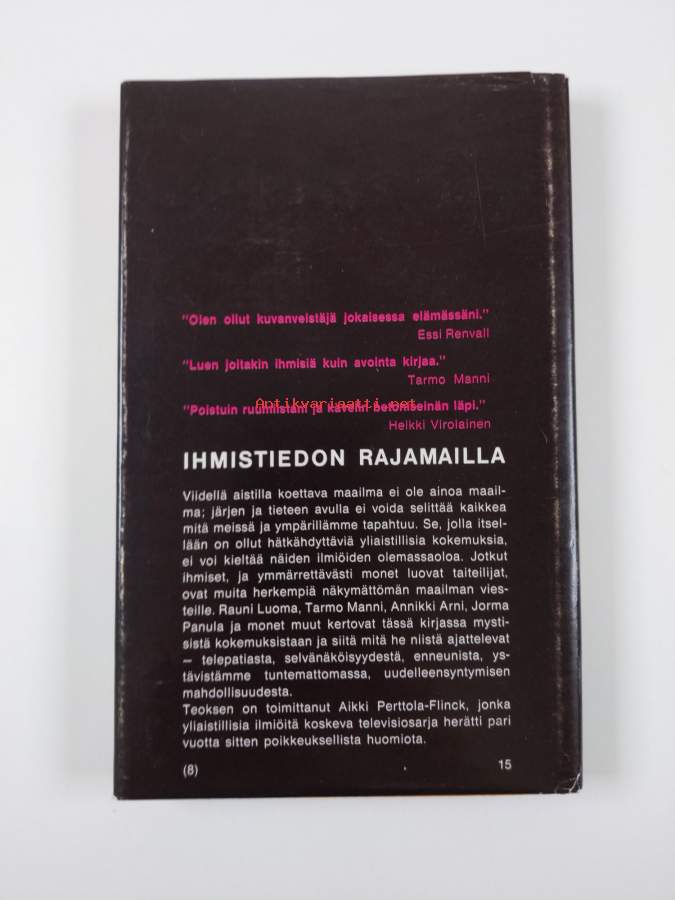 "Olen ollut kuvanveistäjä jokaisessa elämässäni."
Essi Renvall
"Luen joitakin ihmisiä kuin avointa kirjaa."
Tarmo Manni
Antikvariaatti.net
"Poistuin ruumiistani ja kävelin betoniseinän läpi."
Heikki Virolainen
IHMISTIEDON RAJAMAILLA
Viidellä aistilla koettava maailma ei ole ainoa maail-
ma; järjen ja tieteen avulla ei voida selittää kaikkea
mitä meissä ja ympärillämme tapahtuu. Se, jolla itsel-
lään on ollut hätkähdyttäviä yliaistillisia kokemuksia,
ei voi kieltää näiden ilmiöiden olemassaoloa. Jotkut
ihmiset, ja ymmärrettävästi monet luovat taiteilijat,
ovat muita herkempiä näkymättömän maailman vies-
teille. Rauni Luoma, Tarmo Manni, Annikki Arni, Jorma
Panula ja monet muut kertovat tässä kirjassa mysti-
sistä kokemuksistaan ja siitä mitä he niistä ajattelevat
– telepatiasta, selvänäköisyydestä, enneunista, ys-
tävistämme tuntemattomassa, uudelleensyntymisen
mahdollisuudesta.
Teoksen on toimittanut Aikki Perttola-Flinck, jonka
yliaistillisia ilmiöitä koskeva televisiosarja herätti pari
vuotta sitten poikkeuksellista huomiota.
(8) 15